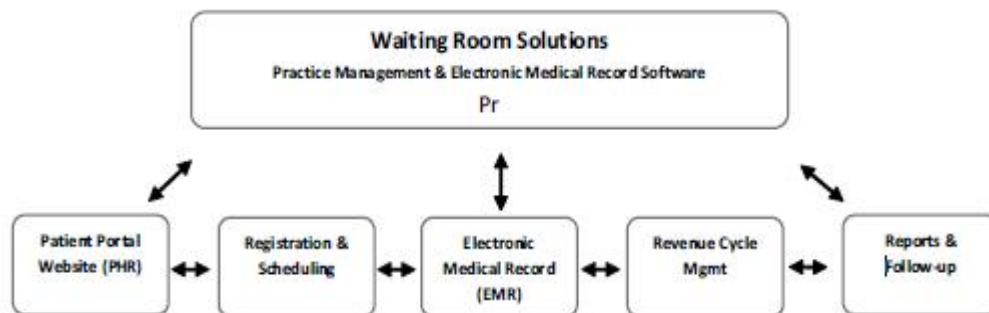 Waiting Room Solutions
Practice Management & Electronic Medical Record Software
Pr
Patient Portal
Website (PHR)
Registration &
Scheduling
Electronic
Medical Record
(EMR)
Revenue Cycle
Mgmt
Reports &
Follow-up